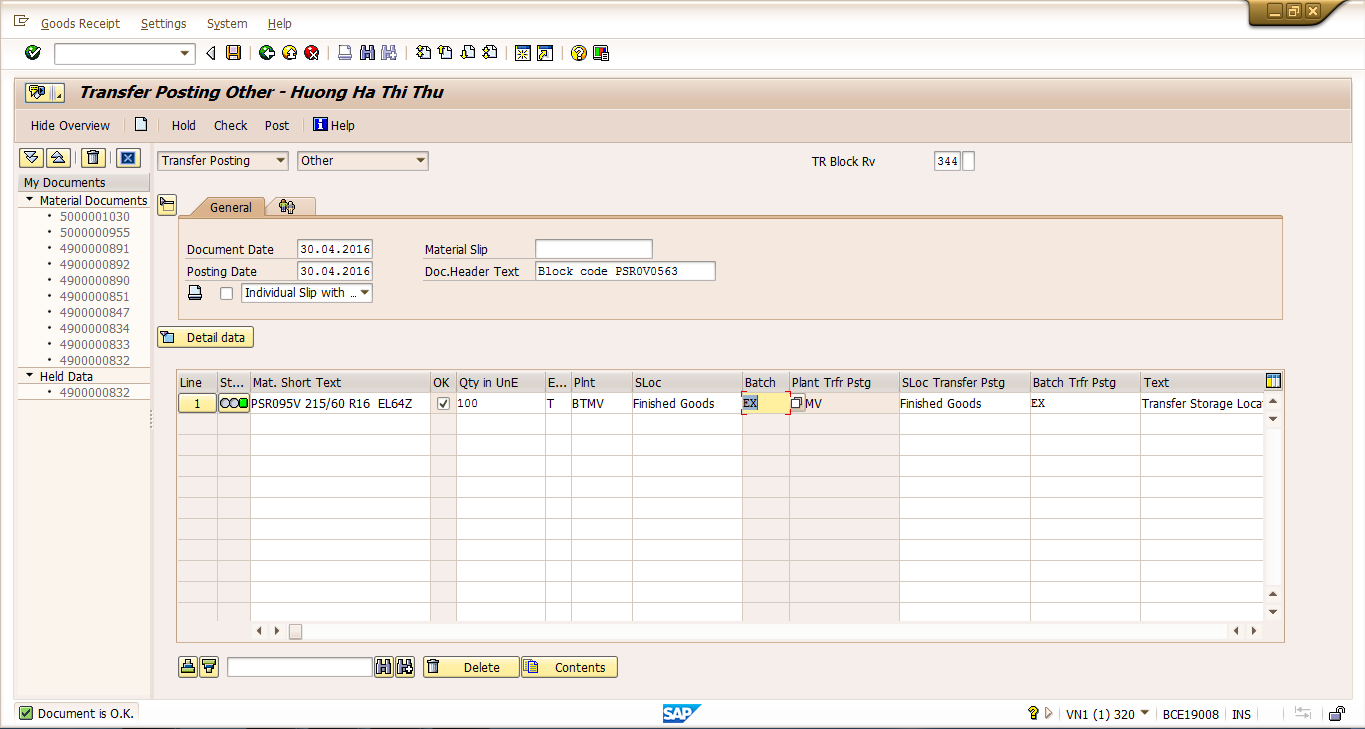 Goods Receipt Settings System Help
Transfer Posting Other - Huong Ha Thi Thu
Hide Overview Hold Check Post Help
Transfer Posting Other TR Block Rv 344
My Documents
Material Documents
5000001030
5000000955
4900000891
4900000892
4900000890
4900000851
4900000847
4900000834
4900000833
4900000832
Held Data
4900000832
General
Document Date 30.04.2016 Material Slip
Posting Date 30.04.2016 Doc.Header Text Block code PSR0V0563
Individual Slip with ...
Detail data
Line St... Mat. Short Text OK Qty in UnE E... Plnt SLoc Batch Plant Trfr Pstg SLoc Transfer Pstg Batch Trfr Pstg Text
1 PSR095V 215/60 R16 EL64Z 100 T BTMV Finished Goods EX MV Finished Goods EX Transfer Storage Loca
Delete Contents
Document is O.K. SAP VN1 (1) 320 BCE19008 INS